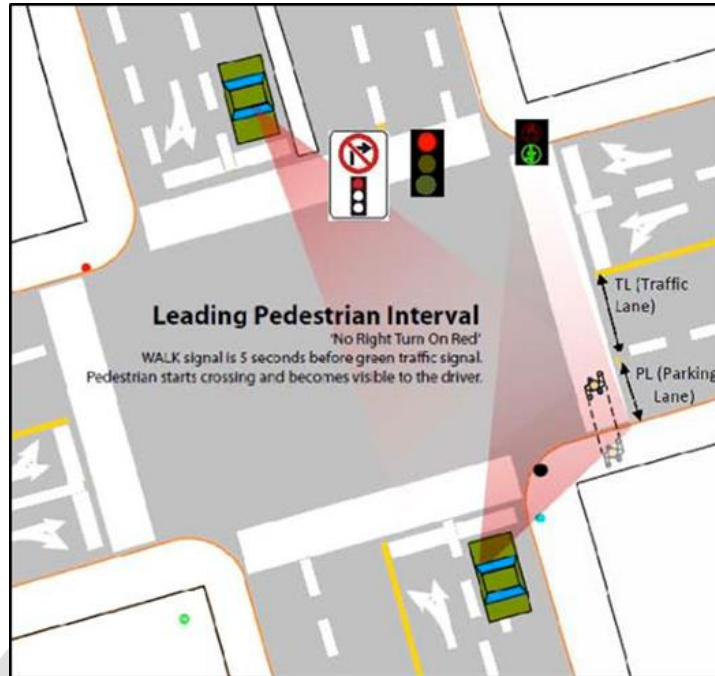 Leading Pedestrian Interval
'No Right Turn On Red'
WALK signal is 5 seconds before green traffic signal.
Pedestrian starts crossing and becomes visible to the driver.
TL (Traffic
Lane)
PL (Parking
Lane)